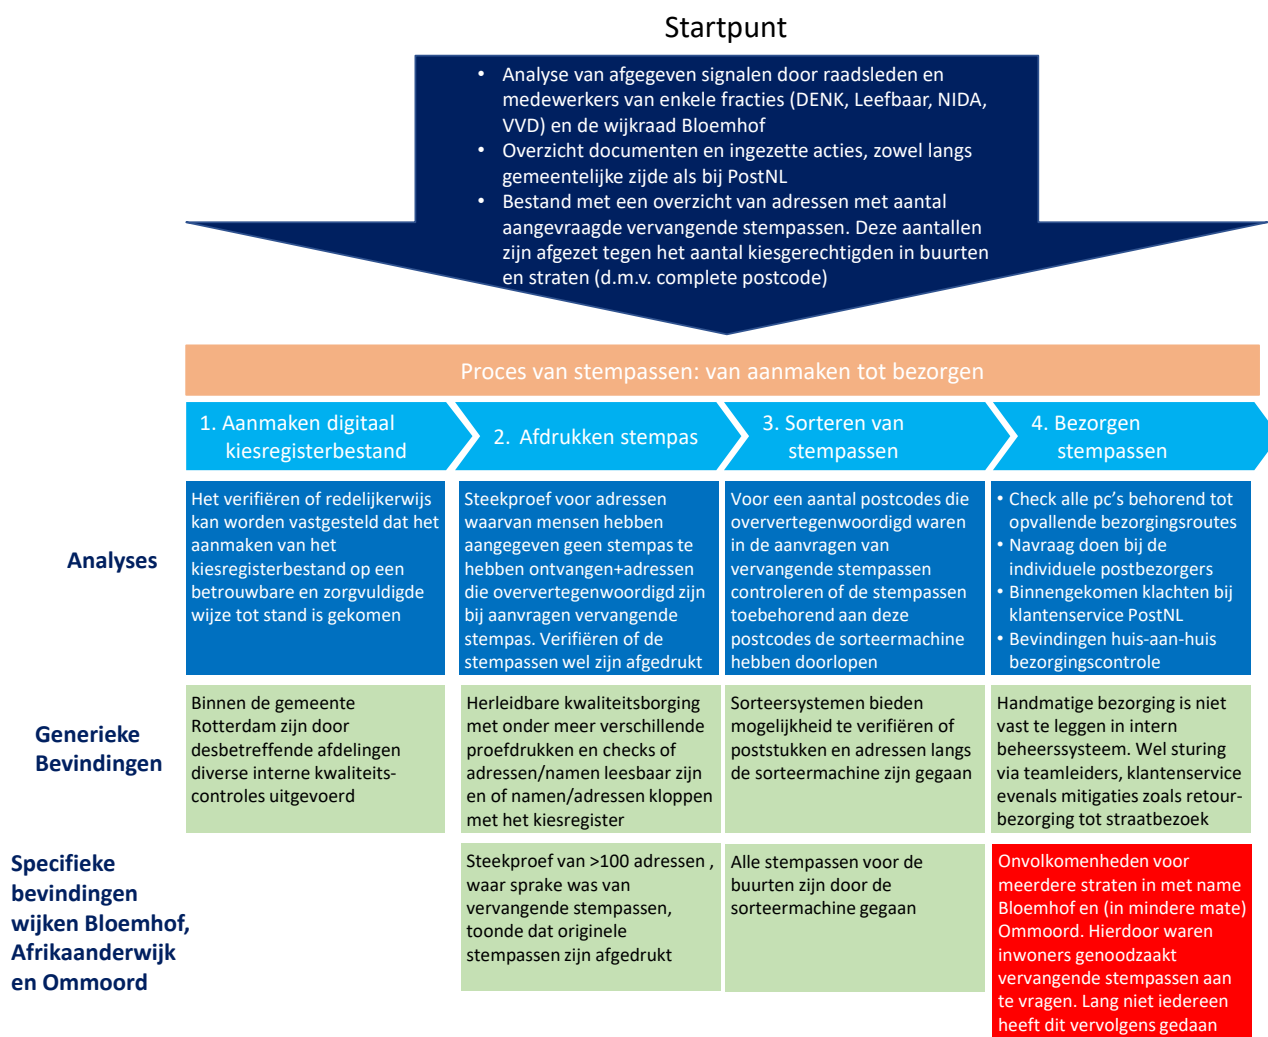 Startpunt
• Analyse van afgegeven signalen door raadsleden en
medewerkers van enkele fracties (DENK, Leefbaar, NIDA,
VVD) en de wijkraad Bloemhof
• Overzicht documenten en ingezette acties, zowel langs
gemeentelijke zijde als bij PostNL
• Bestand met een overzicht van adressen met aantal
aangevraagde vervangende stempassen. Deze aantallen
zijn afgezet tegen het aantal kiesgerechtigden in buurten
en straten (d.m.v. complete postcode)
Proces van stempassen: van aanmaken tot bezorgen
1. Aanmaken digitaal
kiesregisterbestand
2. Afdrukken stempas
3. Sorteren van
stempassen
4. Bezorgen
stempassen
Analyses
Het verifiëren of redelijkerwijs
kan worden vastgesteld dat het
aanmaken van het
kiesregisterbestand op een
betrouwbare en zorgvuldigde
wijze tot stand is gekomen
Steekproef voor adressen
waarvan mensen hebben
aangegeven geen stempas te
hebben ontvangen+adressen
die oververtegenwoordigd zijn
bij aanvragen vervangende
stempas. Verifiëren of de
stempassen wel zijn afgedrukt
Voor een aantal postcodes die
oververtegenwoordigd waren
in de aanvragen van
vervangende stempassen
controleren of de stempassen
toebehorend aan deze
postcodes de sorteermachine
hebben doorlopen
• Check alle pc's behorend tot
opvallende bezorgingsroutes
• Navraag doen bij de
individuele postbezorgers
• Binnengekomen klachten bij
klantenservice PostNL
• Bevindingen huis-aan-huis
bezorgingscontrole
Generieke
Bevindingen
Binnen de gemeente
Rotterdam zijn door
desbetreffende afdelingen
diverse interne kwaliteits-
controles uitgevoerd
Herleidbare kwaliteitsborging
met onder meer verschillende
proefdrukken en checks of
adressen/namen leesbaar zijn
en of namen/adressen kloppen
met het kiesregister
Sorteersystemen bieden
mogelijkheid te verifiëren of
poststukken en adressen langs
de sorteermachine zijn gegaan
Handmatige bezorging is niet
vast te leggen in intern
beheerssysteem. Wel sturing
via teamleiders, klantenservice
evenals mitigaties zoals retour-
bezorging tot straatbezoek
Specifieke
bevindingen
wijken Bloemhof,
Afrikaanderwijk
en Ommoord
Steekproef van >100 adressen ,
waar sprake was van
vervangende stempassen,
toonde dat originele
stempassen zijn afgedrukt
Alle stempassen voor de
buurten zijn door de
sorteermachine gegaan
Onvolkomenheden voor
meerdere straten in met name
Bloemhof en (in mindere mate)
Ommoord. Hierdoor waren
inwoners genoodzaakt
vervangende stempassen aan
te vragen. Lang niet iedereen
heeft dit vervolgens gedaan